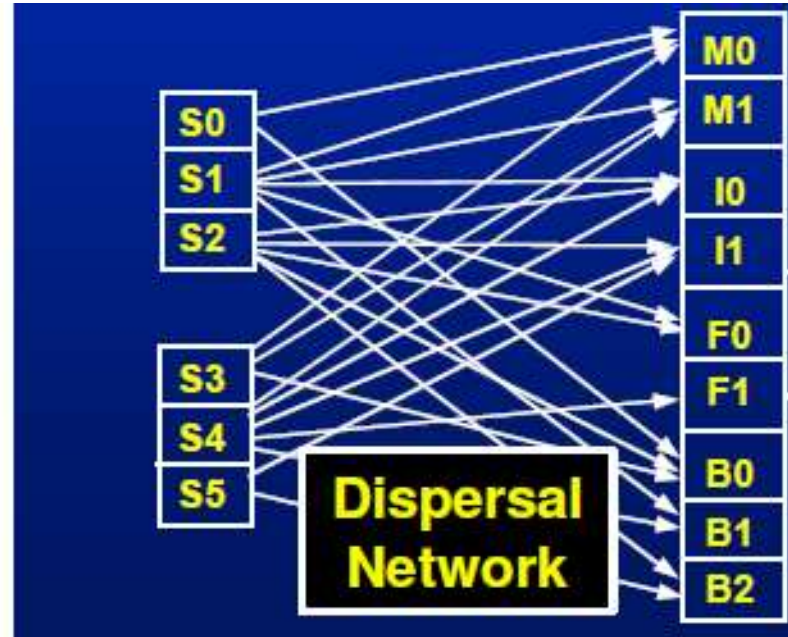 S0
S1
S2
S3
S4
S5
Dispersal
Network
M0
M1
I0
I1
F0
F1
B0
B1
B2